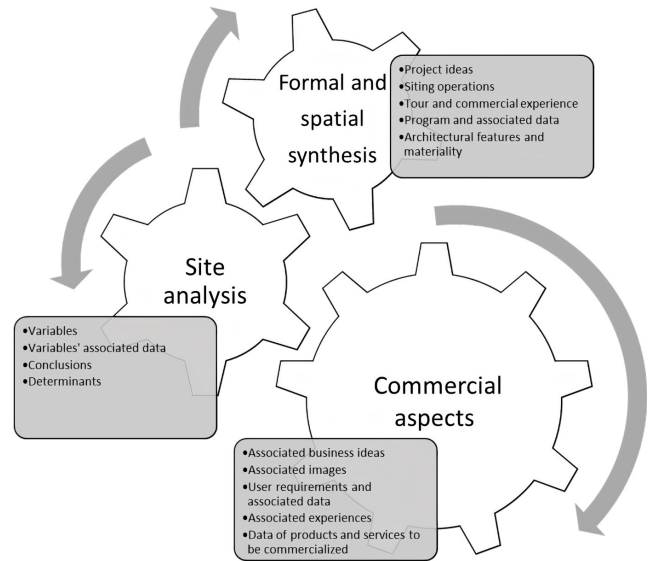 Formal and
spatial
synthesis
•Project ideas
•Siting operations
•Tour and commercial experience
•Program and associated data
•Architectural features and
materiality
Site
analysis
•Variables
•Variables' associated data
•Conclusions
•Determinants
Commercial
aspects
•Associated business ideas
•Associated images
•User requirements and
associated data
•Associated experiences
•Data of products and services to
be commercialized